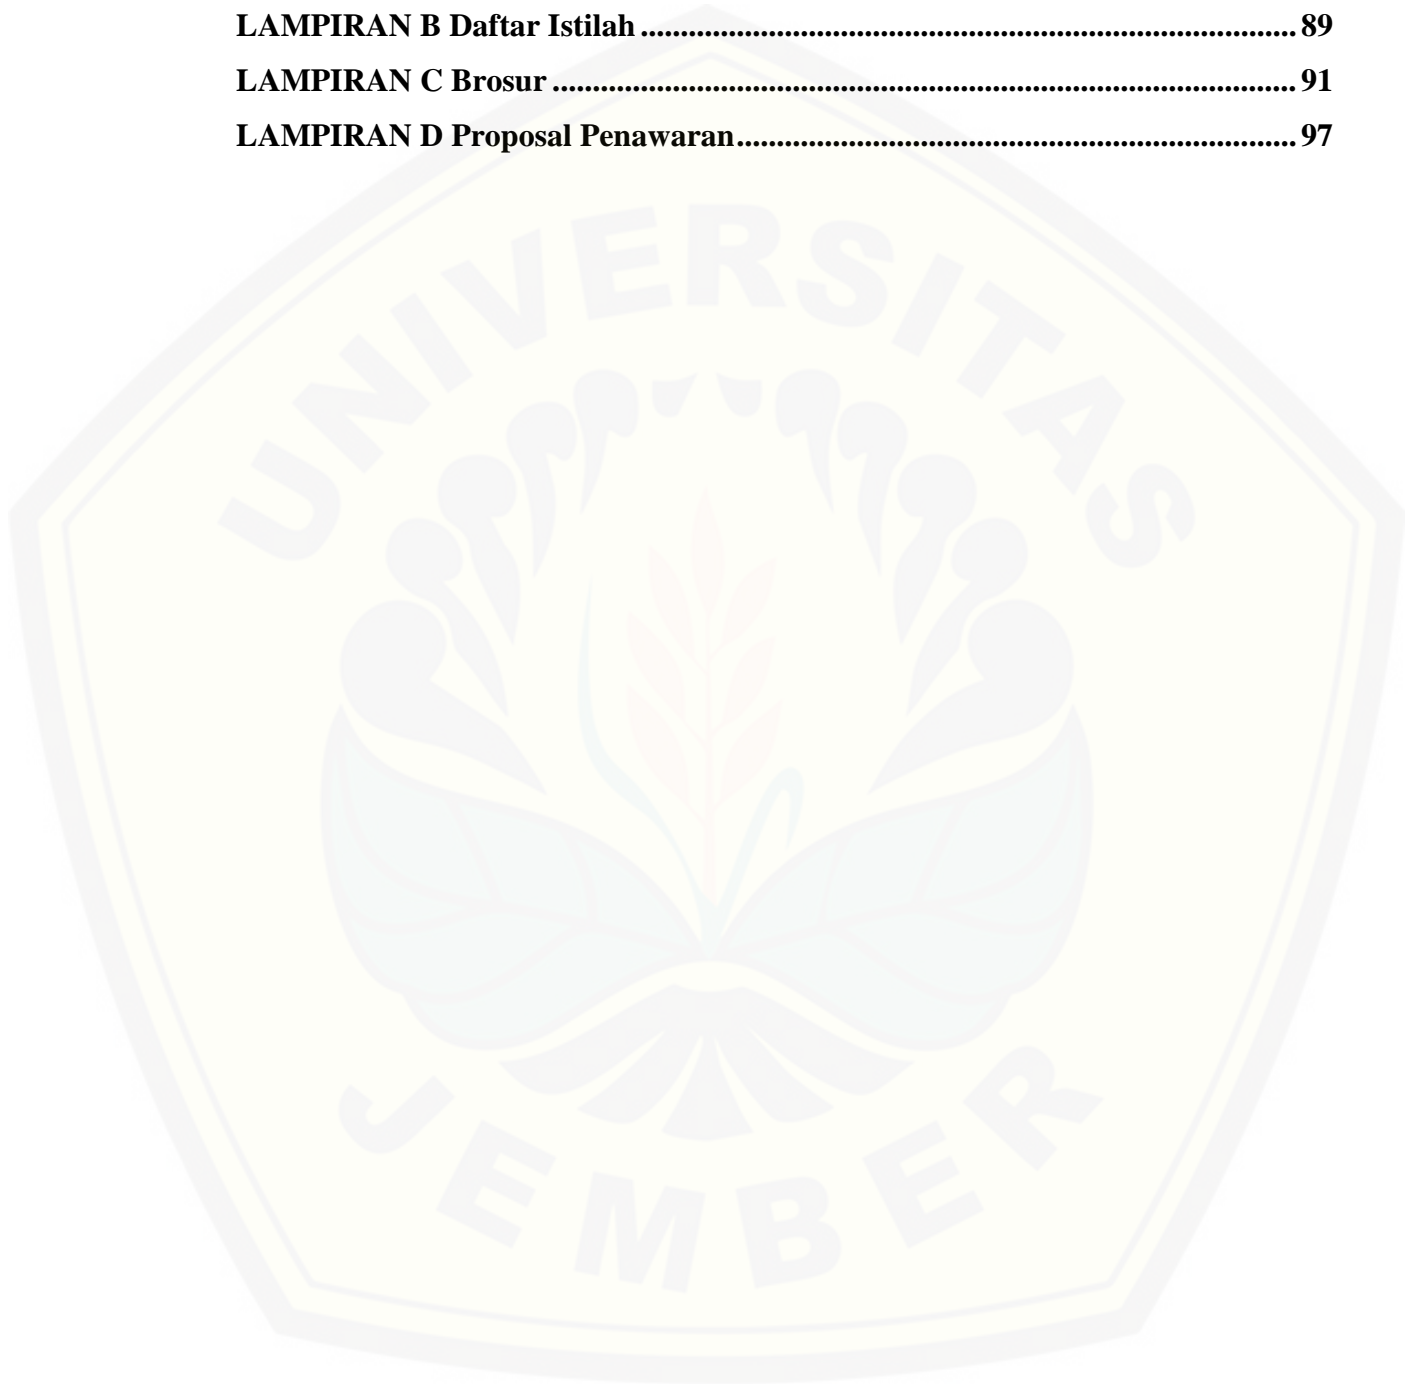 LAMPIRAN B Daftar Istilah .................................................................................. 89
LAMPIRAN C Brosur ............................................................................................. 91
LAMPIRAN D Proposal Penawaran...................................................................... 97
UNIVERSITAS
JEMBER